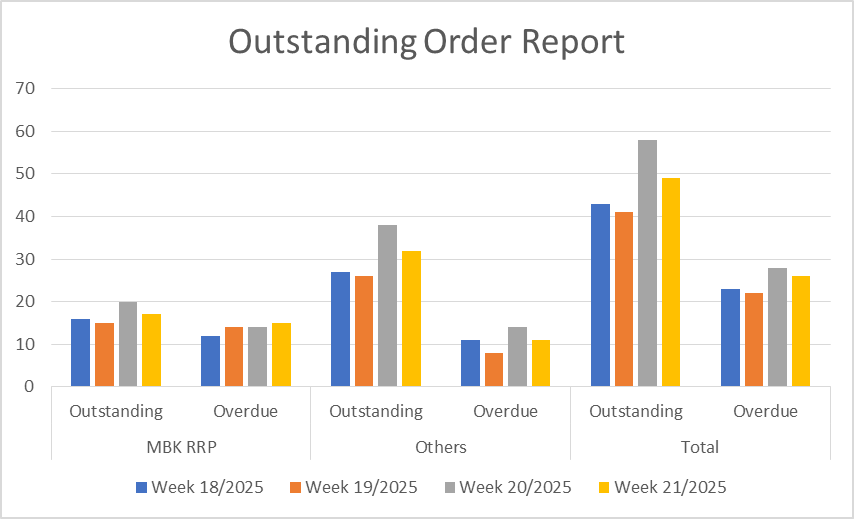 Outstanding Order Report
70
60
50
40
30
20
10
0
Outstanding Overdue Outstanding Overdue Outstanding Overdue
MBK RRP Others Total
Week 18/2025 Week 19/2025 Week 20/2025 Week 21/2025